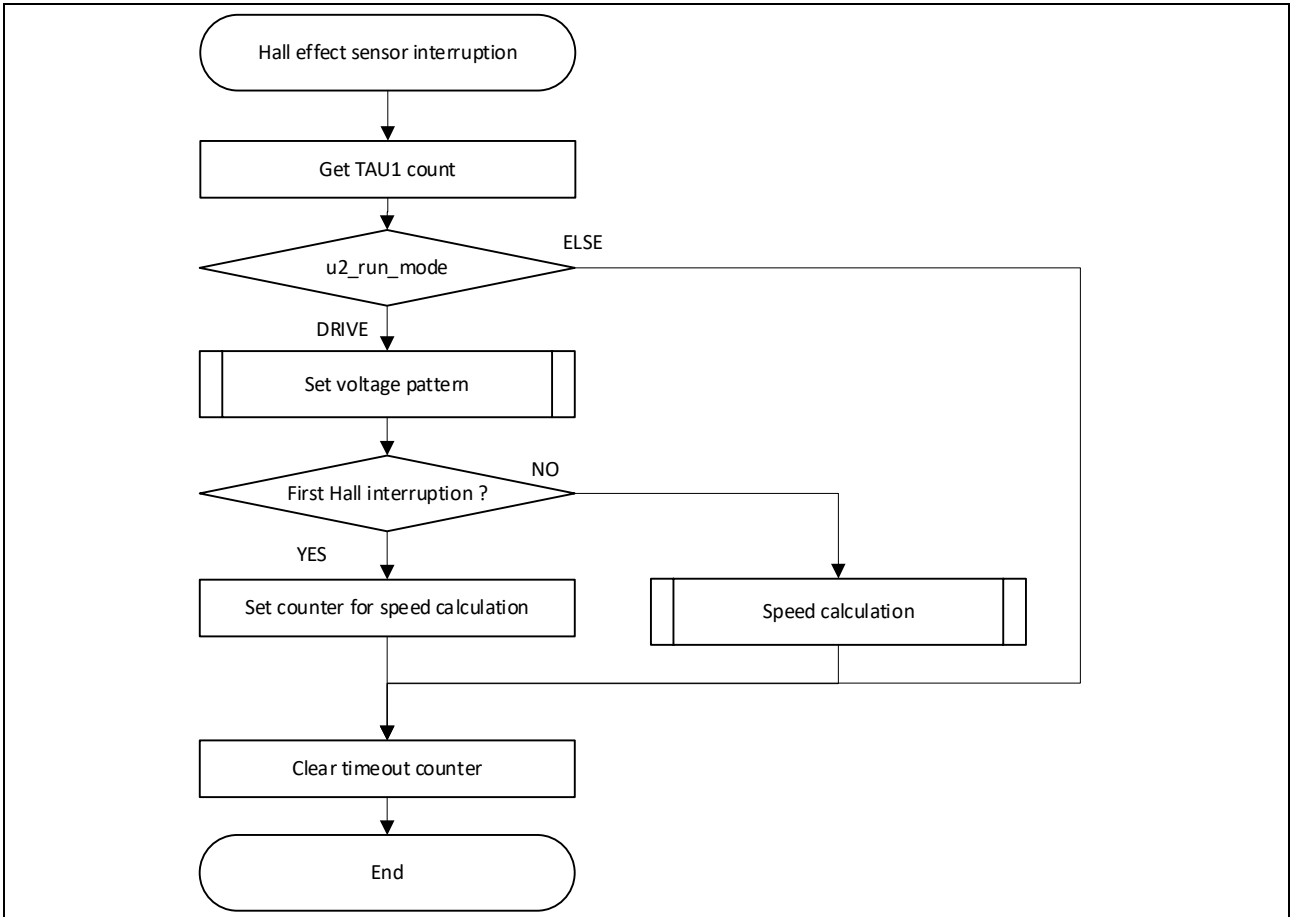 Hall effect sensor interruption
Get TAU1 count
ELSE
u2_run_mode
DRIVE
Set voltage pattern
NO
First Hall interruption ?
YES
Set counter for speed calculation
Speed calculation
Clear timeout counter
End